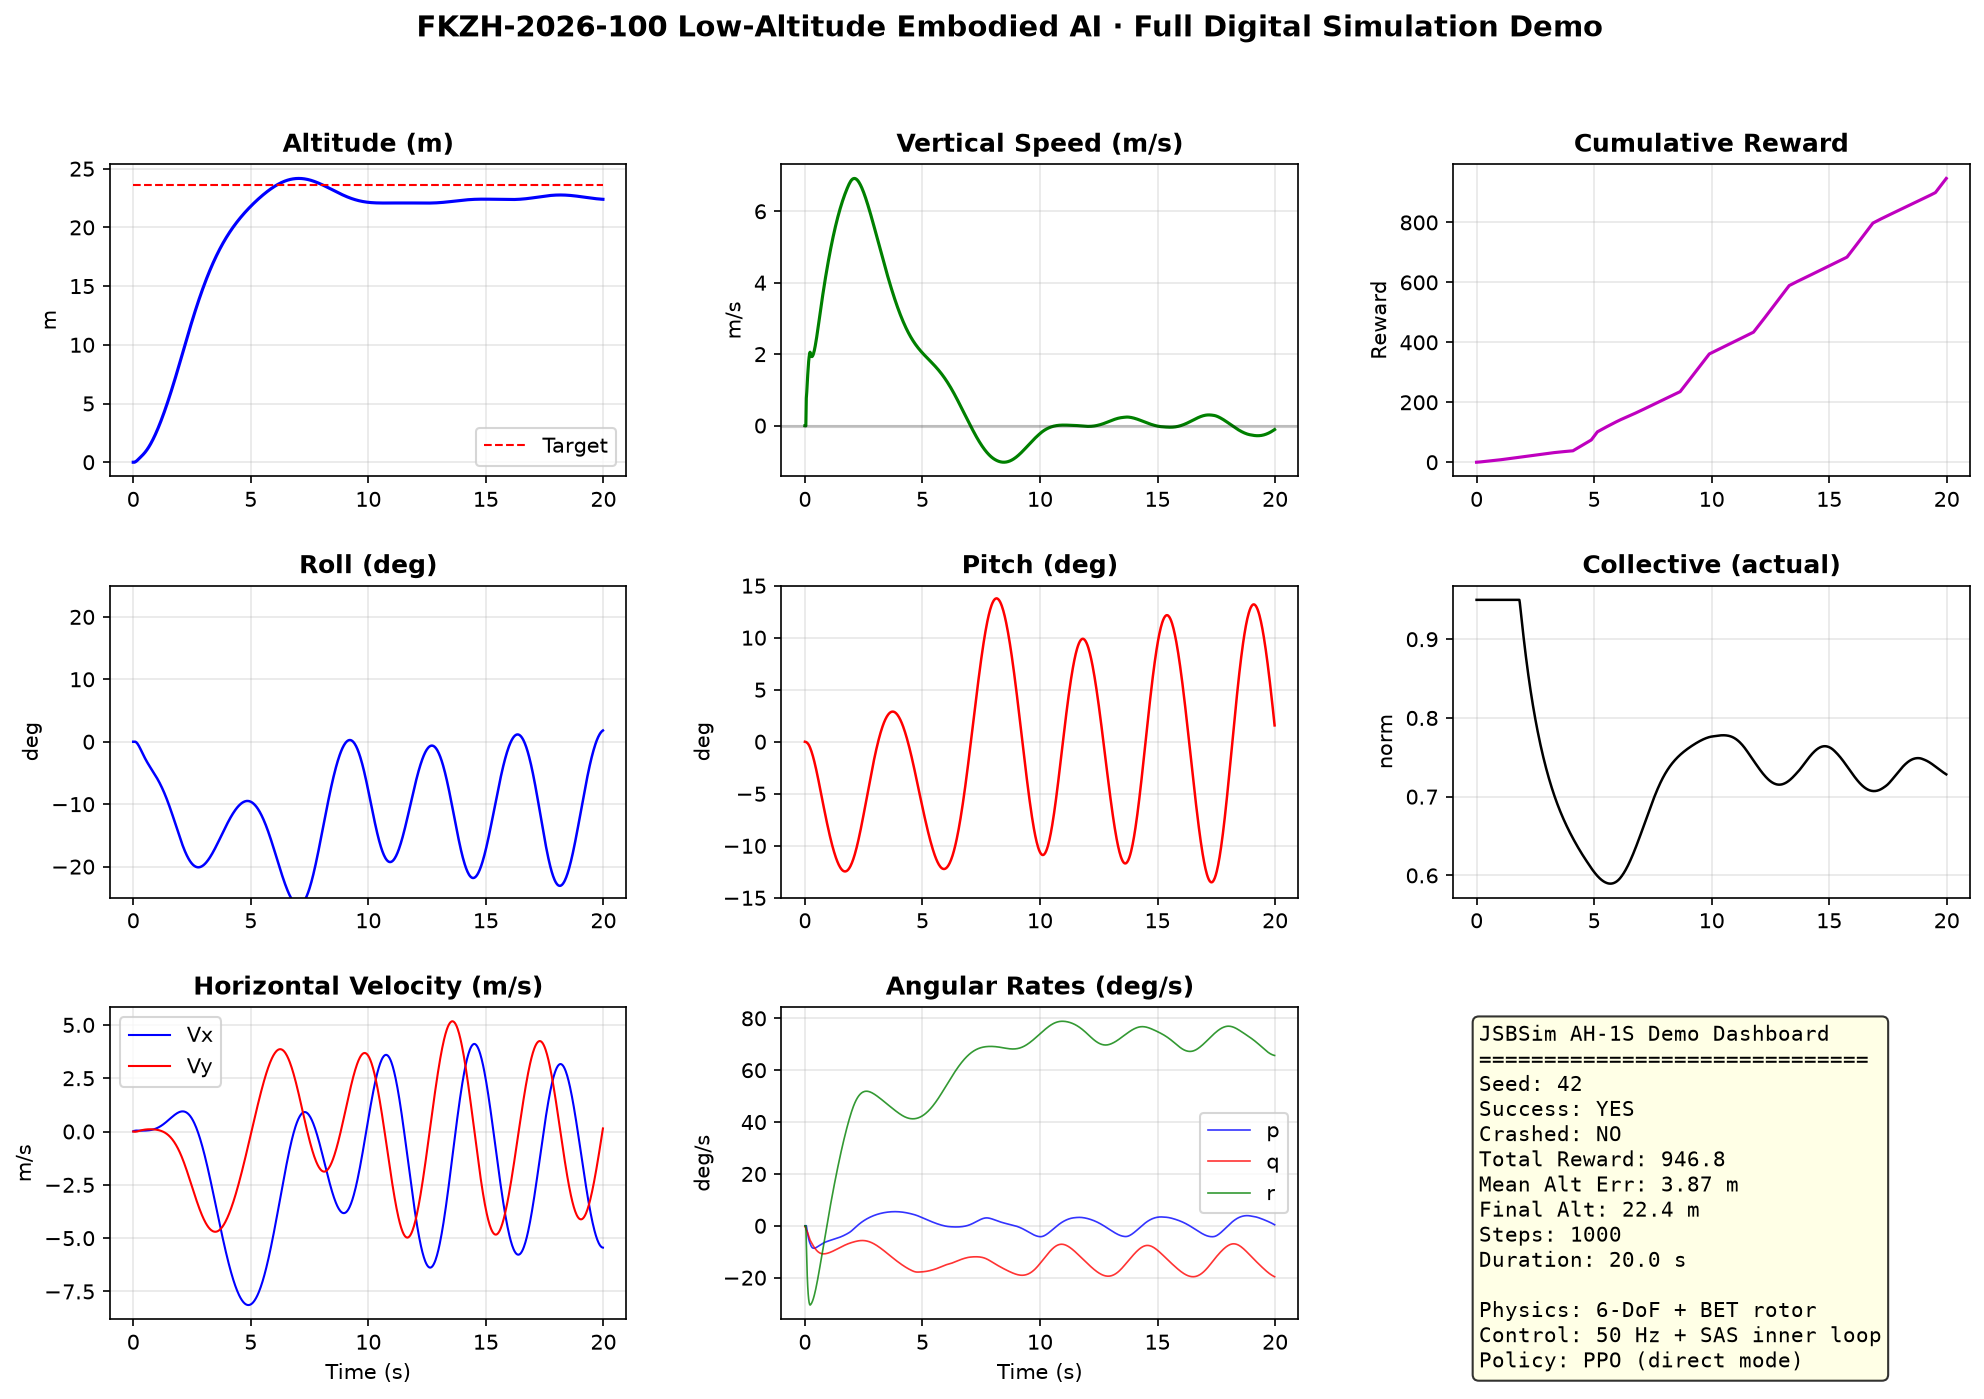 FKZH-2026-100 Low-Altitude Embodied AI · Full Digital Simulation Demo
Altitude (m)
25
20
15
10
5
0
m
Target
0 5 10 15 20
Vertical Speed (m/s)
6
4
2
0
m/s
0 5 10 15 20
Cumulative Reward
800
600
400
200
0
Reward
0 5 10 15 20
Roll (deg)
20
10
0
−10
−20
deg
0 5 10 15 20
Pitch (deg)
15
10
5
0
−5
−10
−15
deg
0 5 10 15 20
Collective (actual)
0.9
0.8
0.7
0.6
norm
0 5 10 15 20
Horizontal Velocity (m/s)
Vx
Vy
5.0
2.5
0.0
−2.5
−5.0
−7.5
m/s
0 5 10 15 20
Time (s)
Angular Rates (deg/s)
80
60
40
20
0
−20
deg/s
p
q
r
0 5 10 15 20
Time (s)
JSBSim AH-1S Demo Dashboard
==============================
Seed: 42
Success: YES
Crashed: NO
Total Reward: 946.8
Mean Alt Err: 3.87 m
Final Alt: 22.4 m
Steps: 1000
Duration: 20.0 s
Physics: 6-DoF + BET rotor
Control: 50 Hz + SAS inner loop
Policy: PPO (direct mode)